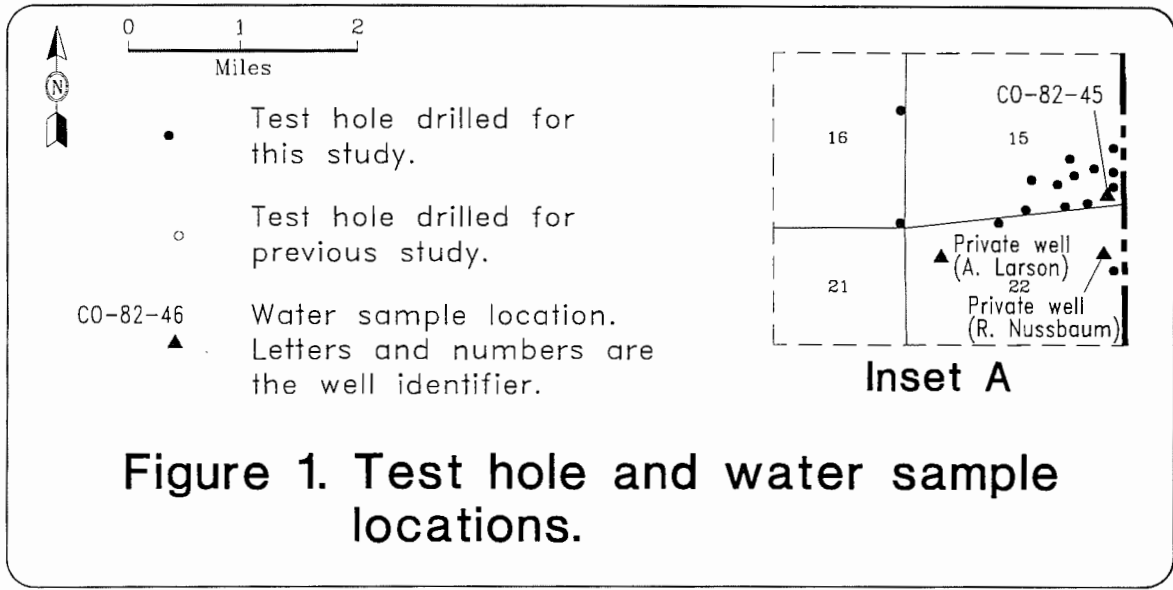 0 1 2
Miles
N
Test hole drilled for
this study.
Test hole drilled for
previous study.
CO-82-46 Water sample location.
Letters and numbers are
the well identifier.
CO-82-45
16 15
Private well
(A. Larson)
21 22
Private well
(R. Nussbaum)
Inset A
Figure 1. Test hole and water sample
locations.